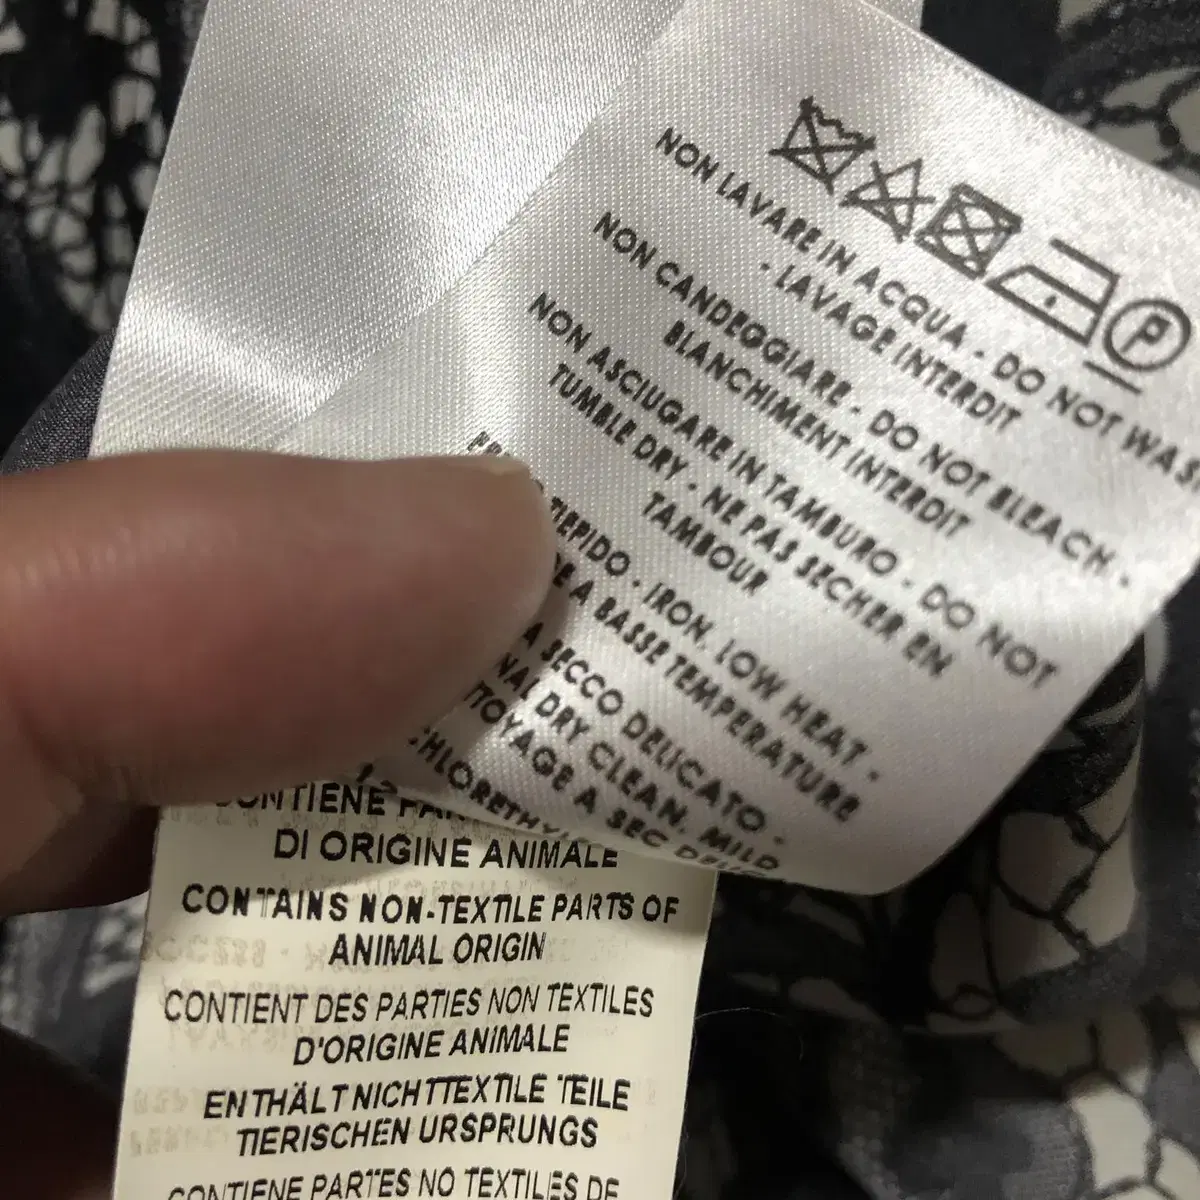 P
NON LAVARE IN ACQUA - DO NOT WASH
- LAVAGE INTERDIT
NON CANDEGGIARE - DO NOT BLEACH -
BLANCHIMENT INTERDIT
NON ASCIUGARE IN TAMBURO - DO NOT
TUMBLE DRY - NE PAS SECHER EN
TAMBOUR
TIEPIDO - IRON, LOW HEAT -
A BASSE TEMPERATURE
A SECCO DELICATO -
DRY CLEAN, MILD
A SEC
DI ORIGINE ANIMALE
CONTAINS NON-TEXTILE PARTS OF
ANIMAL ORIGIN
CONTIENT DES PARTIES NON TEXTILES
D'ORIGINE ANIMALE
ENTHÄLT NICHTTEXTILE TEILE
TIERISCHEN URSPRUNGS
CONTIENE PARTES NO TEXTILES DE